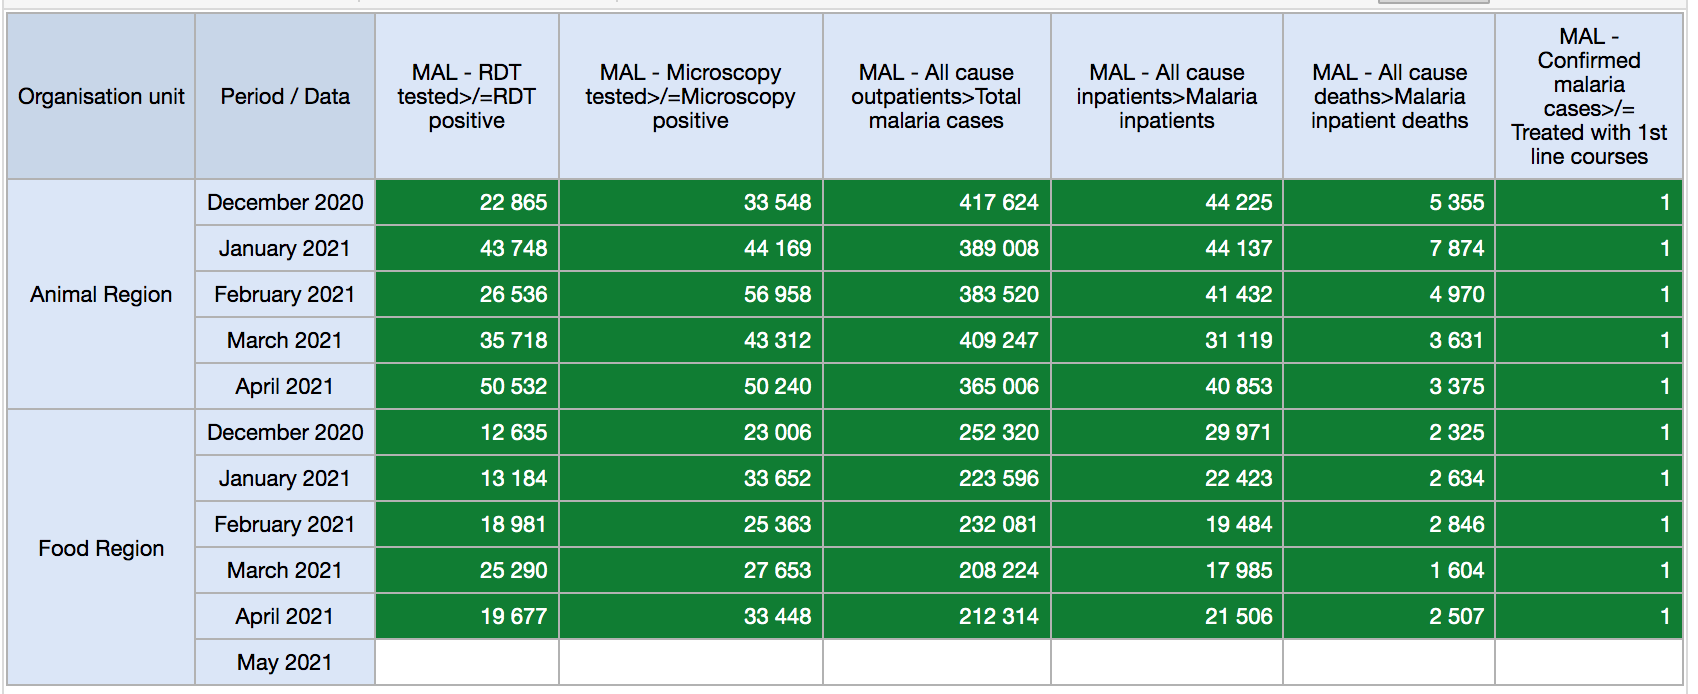 Organisation unit
Period / Data
MAL - RDT
tested>/=RDT
positive
MAL - Microscopy
tested>/=Microscopy
positive
MAL - All cause
outpatients>Total
malaria cases
MAL - All cause
inpatients>Malaria
inpatients
MAL - All cause
deaths>Malaria
inpatient deaths
MAL -
Confirmed
malaria
cases>/=
Treated with 1st
line courses
Animal Region
December 2020 22 865 33 548 417 624 44 225 5 355 1
January 2021 43 748 44 169 389 008 44 137 7 874 1
February 2021 26 536 56 958 383 520 41 432 4 970 1
March 2021 35 718 43 312 409 247 31 119 3 631 1
April 2021 50 532 50 240 365 006 40 853 3 375 1
Food Region
December 2020 12 635 23 006 252 320 29 971 2 325 1
January 2021 13 184 33 652 223 596 22 423 2 634 1
February 2021 18 981 25 363 232 081 19 484 2 846 1
March 2021 25 290 27 653 208 224 17 985 1 604 1
April 2021 19 677 33 448 212 314 21 506 2 507 1
May 2021